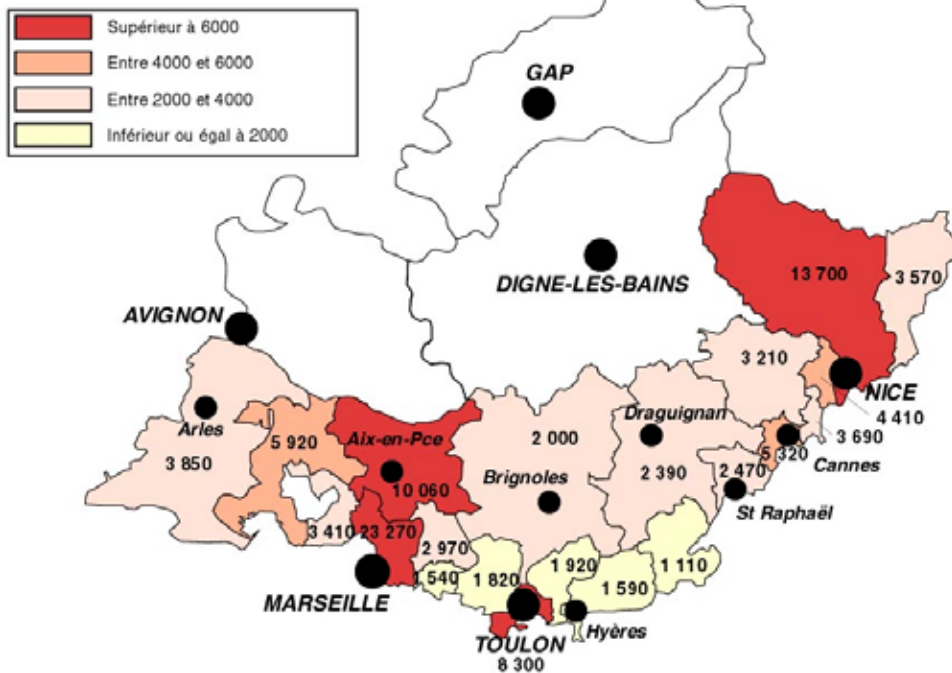 Supérieur à 6000
Entre 4000 et 6000
Entre 2000 et 4000
Inférieur ou égal à 2000
GAP
DIGNE-LES-BAINS
13 700
3 570
AVIGNON
3 210
NICE
4 410
Arles
5 920
Aix-en-Pce
2 000
Draguignan
3 690
5 320
Cannes
3 850
10 060
Brignoles
2 390
2 470
St Raphaël
3 410
23 270
2 970
1 540
1 820
1 920
1 590
1 110
MARSEILLE
TOULON
Hyères
8 300